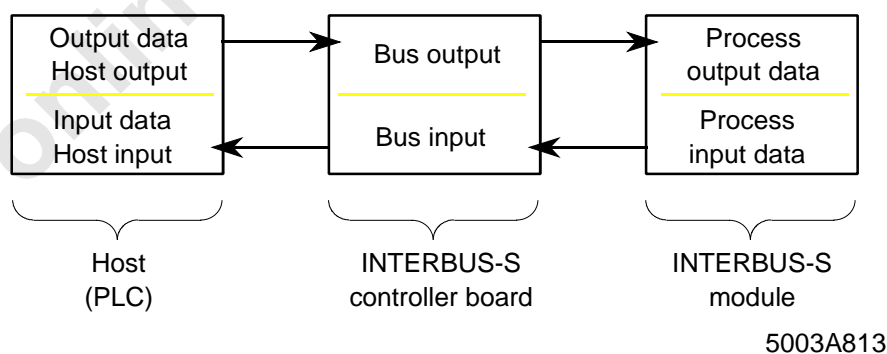 Output data
Host output
Input data
Host input
Bus output
Bus input
Process
output data
Process
input data
Host
(PLC)
INTERBUS-S
controller board
INTERBUS-S
module
5003A813
onlin